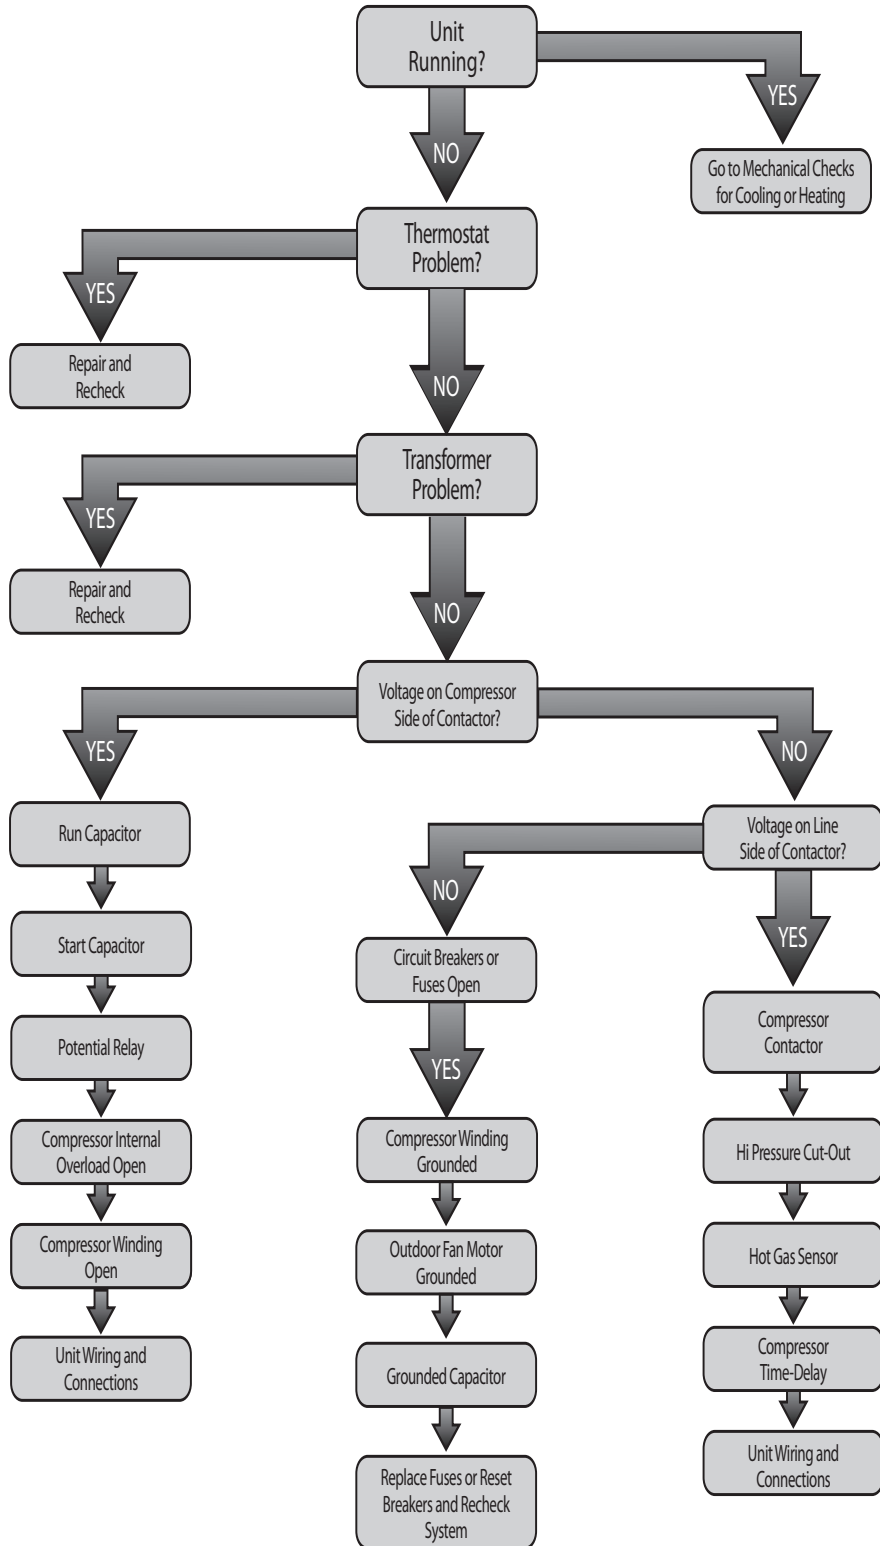 Unit
Running?
YES
NO
Go to Mechanical Checks
for Cooling or Heating
Thermostat
Problem?
YES
Repair and
Recheck
NO
Transformer
Problem?
YES
Repair and
Recheck
NO
Voltage on Compressor
Side of Contactor?
YES
NO
Run Capacitor
Start Capacitor
Potential Relay
Compressor Internal
Overload Open
Compressor Winding
Open
Unit Wiring and
Connections
Voltage on Line
Side of Contactor?
NO
Circuit Breakers or
Fuses Open
YES
Compressor Winding
Grounded
Outdoor Fan Motor
Grounded
Grounded Capacitor
Replace Fuses or Reset
Breakers and Recheck
System
YES
Compressor
Contactor
Hi Pressure Cut-Out
Hot Gas Sensor
Compressor
Time-Delay
Unit Wiring and
Connections